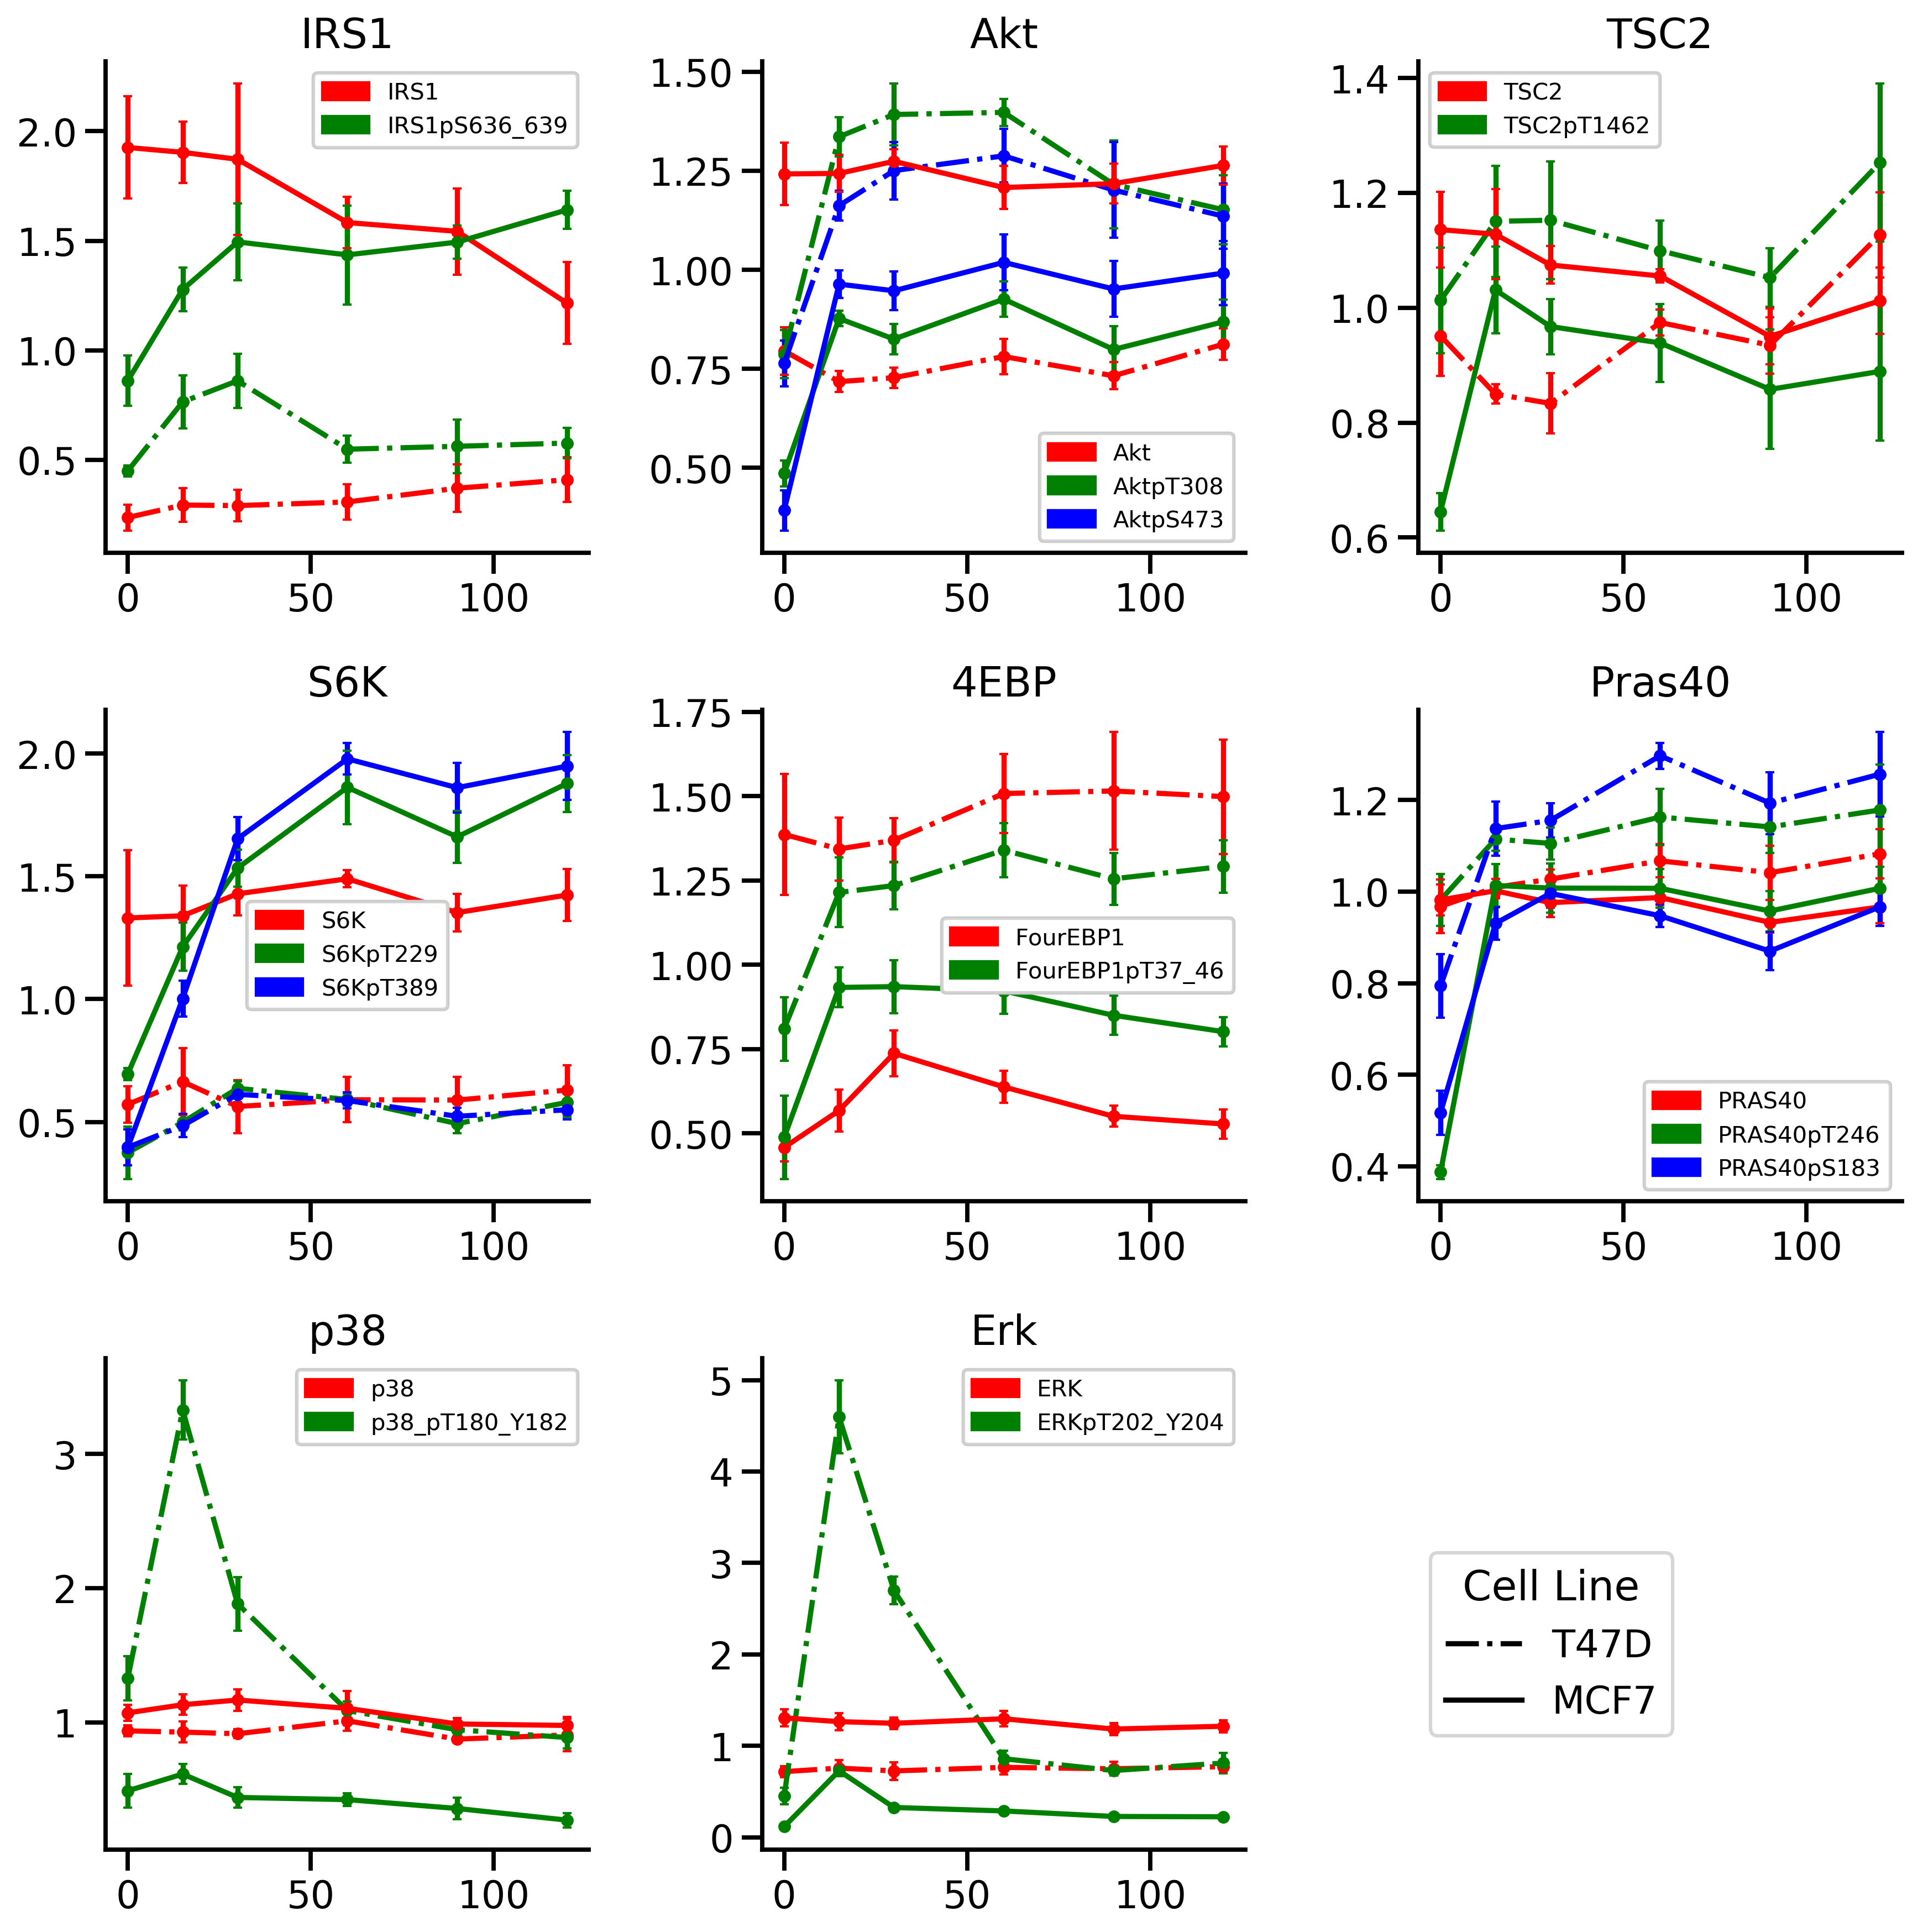 IRS1
2.0
1.5
1.0
0.5
0
50
100
IRS1
IRS1pS636_639
Akt
1.50
1.25
1.00
0.75
0.50
0
50
100
Akt
AktpT308
AktpS473
TSC2
1.4
1.2
1.0
0.8
0.6
0
50
100
TSC2
TSC2pT1462
S6K
2.0
1.5
1.0
0.5
0
50
100
S6K
S6KpT229
S6KpT389
4EBP
1.75
1.50
1.25
1.00
0.75
0.50
0
50
100
FourEBP1
FourEBP1pT37_46
Pras40
1.2
1.0
0.8
0.6
0.4
0
50
100
PRAS40
PRAS40pT246
PRAS40pS183
p38
3
2
1
0
50
100
p38
p38_pT180_Y182
Erk
5
4
3
2
1
0
0
50
100
ERK
ERKpT202_Y204
Cell Line
T47D
MCF7